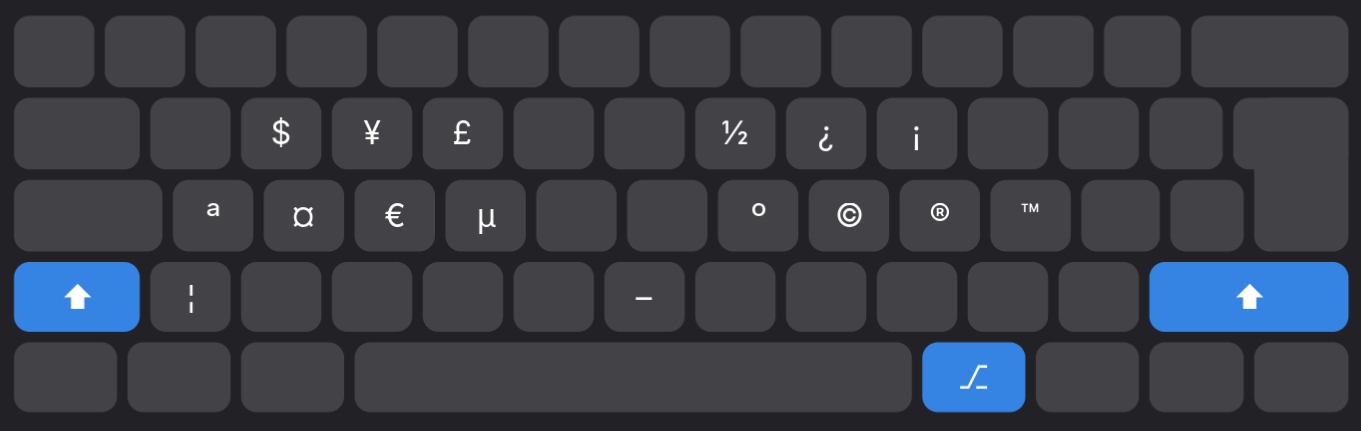 $ ¥ £ ½ ¿ ¡
ª ¤ € µ º © ® ™
¦ –
⌥